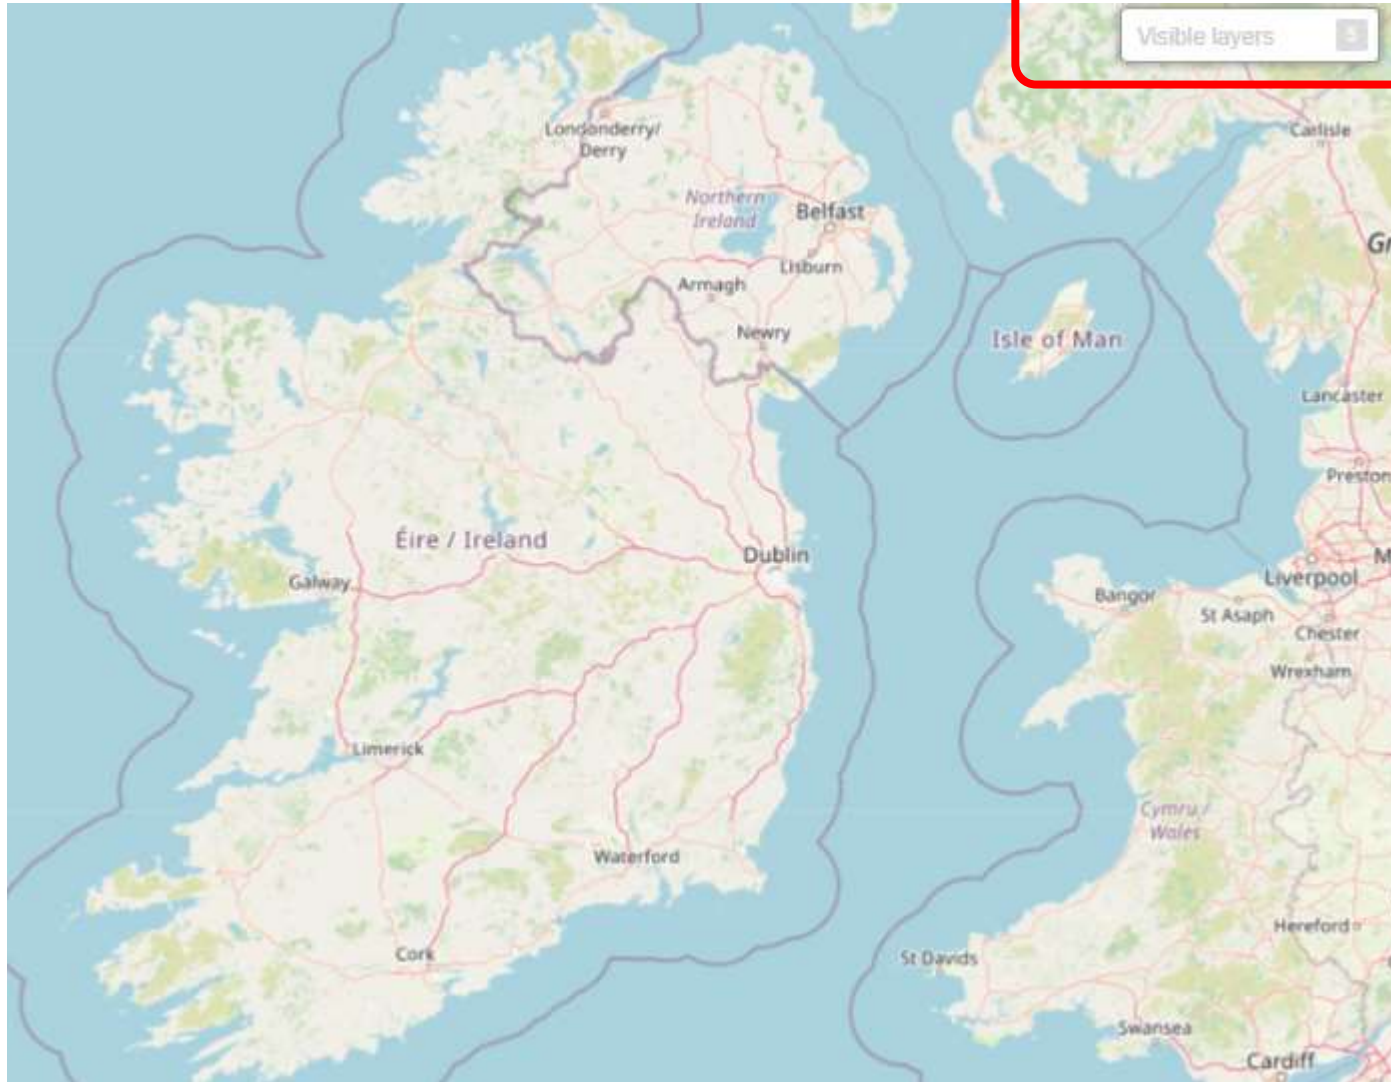 Visible layers
Carlisle
Londonderry/
Derry
Northern
Ireland
Belfast
Lisburn
Armagh
Newry
Isle of Man
Lancaster
Preston
Éire / Ireland
Dublin
Galway
Liverpool
Bangor
St Asaph
Chester
Wrexham
Limerick
Cymru /
Wales
Waterford
Hereford
Cork
St Davids
Swansea
Cardiff